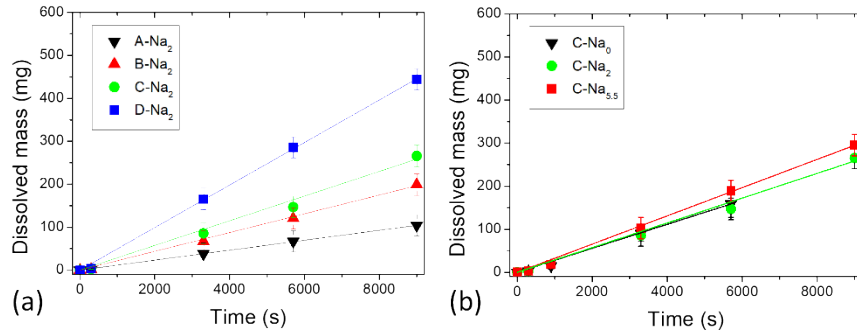 600
500
400
300
200
100
0
Dissolved mass (mg)
A-Na₂
B-Na₂
C-Na₂
D-Na₂
0 2000 4000 6000 8000
Time (s)
(a)
600
500
400
300
200
100
0
Dissolved mass (mg)
C-Na₀
C-Na₂
C-Na₅.₅
0 2000 4000 6000 8000
Time (s)
(b)